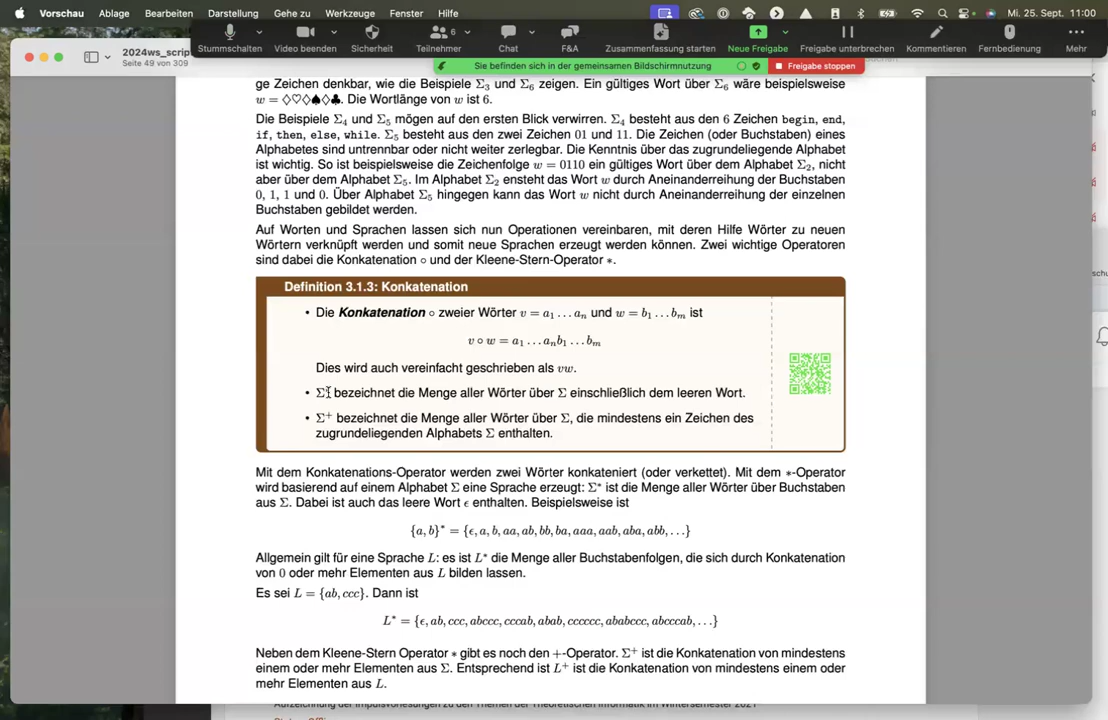 Vorschau Ablage Bearbeiten Darstellung Gehe zu Werkzeuge Fenster Hilfe Mi. 25. Sept. 11:00
Stummschalten Video beenden Sicherheit Teilnehmer 6 Chat F&A Zusammenfassung starten Neue Freigabe Freigabe unterbrechen Kommentieren Fernbedienung Mehr
Sie befinden sich in der gemeinsamen Bildschirmnutzung Freigabe stoppen
2024ws_scrip
Seite 49 von 309
ge Zeichen denkbar, wie die Beispiele Σ₃ und Σ₆ zeigen. Ein gültiges Wort über Σ₆ wäre beispielsweise
w = ♢♡♢♠♢♣. Die Wortlänge von w ist 6.
Die Beispiele Σ₄ und Σ₅ mögen auf den ersten Blick verwirren. Σ₄ besteht aus den 6 Zeichen begin, end,
if, then, else, while. Σ₅ besteht aus den zwei Zeichen 01 und 11. Die Zeichen (oder Buchstaben) eines
Alphabetes sind untrennbar oder nicht weiter zerlegbar. Die Kenntnis über das zugrundeliegende Alphabet
ist wichtig. So ist beispielsweise die Zeichenfolge w = 0110 ein gültiges Wort über dem Alphabet Σ₂, nicht
aber über dem Alphabet Σ₅. Im Alphabet Σ₂ ensteht das Wort w durch Aneinanderreihung der Buchstaben
0, 1, 1 und 0. Über Alphabet Σ₅ hingegen kann das Wort w nicht durch Aneinanderreihung der einzelnen
Buchstaben gebildet werden.
Auf Worten und Sprachen lassen sich nun Operationen vereinbaren, mit deren Hilfe Wörter zu neuen
Wörtern verknüpft werden und somit neue Sprachen erzeugt werden können. Zwei wichtige Operatoren
sind dabei die Konkatenation ∘ und der Kleene-Stern-Operator ∗.
Definition 3.1.3: Konkatenation
• Die Konkatenation ∘ zweier Wörter v = a₁ … aₙ und w = b₁ … bₘ ist
v ∘ w = a₁ … aₙb₁ … bₘ
Dies wird auch vereinfacht geschrieben als vw.
• Σ* bezeichnet die Menge aller Wörter über Σ einschließlich dem leeren Wort.
• Σ⁺ bezeichnet die Menge aller Wörter über Σ, die mindestens ein Zeichen des
zugrundeliegenden Alphabets Σ enthalten.
Mit dem Konkatenations-Operator werden zwei Wörter konkateniert (oder verkettet). Mit dem ∗-Operator
wird basierend auf einem Alphabet Σ eine Sprache erzeugt: Σ* ist die Menge aller Wörter über Buchstaben
aus Σ. Dabei ist auch das leere Wort ϵ enthalten. Beispielsweise ist
{a, b}* = {ϵ, a, b, aa, ab, bb, ba, aaa, aab, aba, abb, …}
Allgemein gilt für eine Sprache L: es ist L* die Menge aller Buchstabenfolgen, die sich durch Konkatenation
von 0 oder mehr Elementen aus L bilden lassen.
Es sei L = {ab, ccc}. Dann ist
L* = {ϵ, ab, ccc, abccc, cccab, abab, cccccc, ababccc, abcccab, …}
Neben dem Kleene-Stern Operator ∗ gibt es noch den +-Operator. Σ⁺ ist die Konkatenation von mindestens
einem oder mehr Elementen aus Σ. Entsprechend ist L⁺ ist die Konkatenation von mindestens einem oder
mehr Elementen aus L.
Aufzeichnung der Impulsvorlesungen zu den Themen der Theoretischen Informatik im Wintersemester 2021